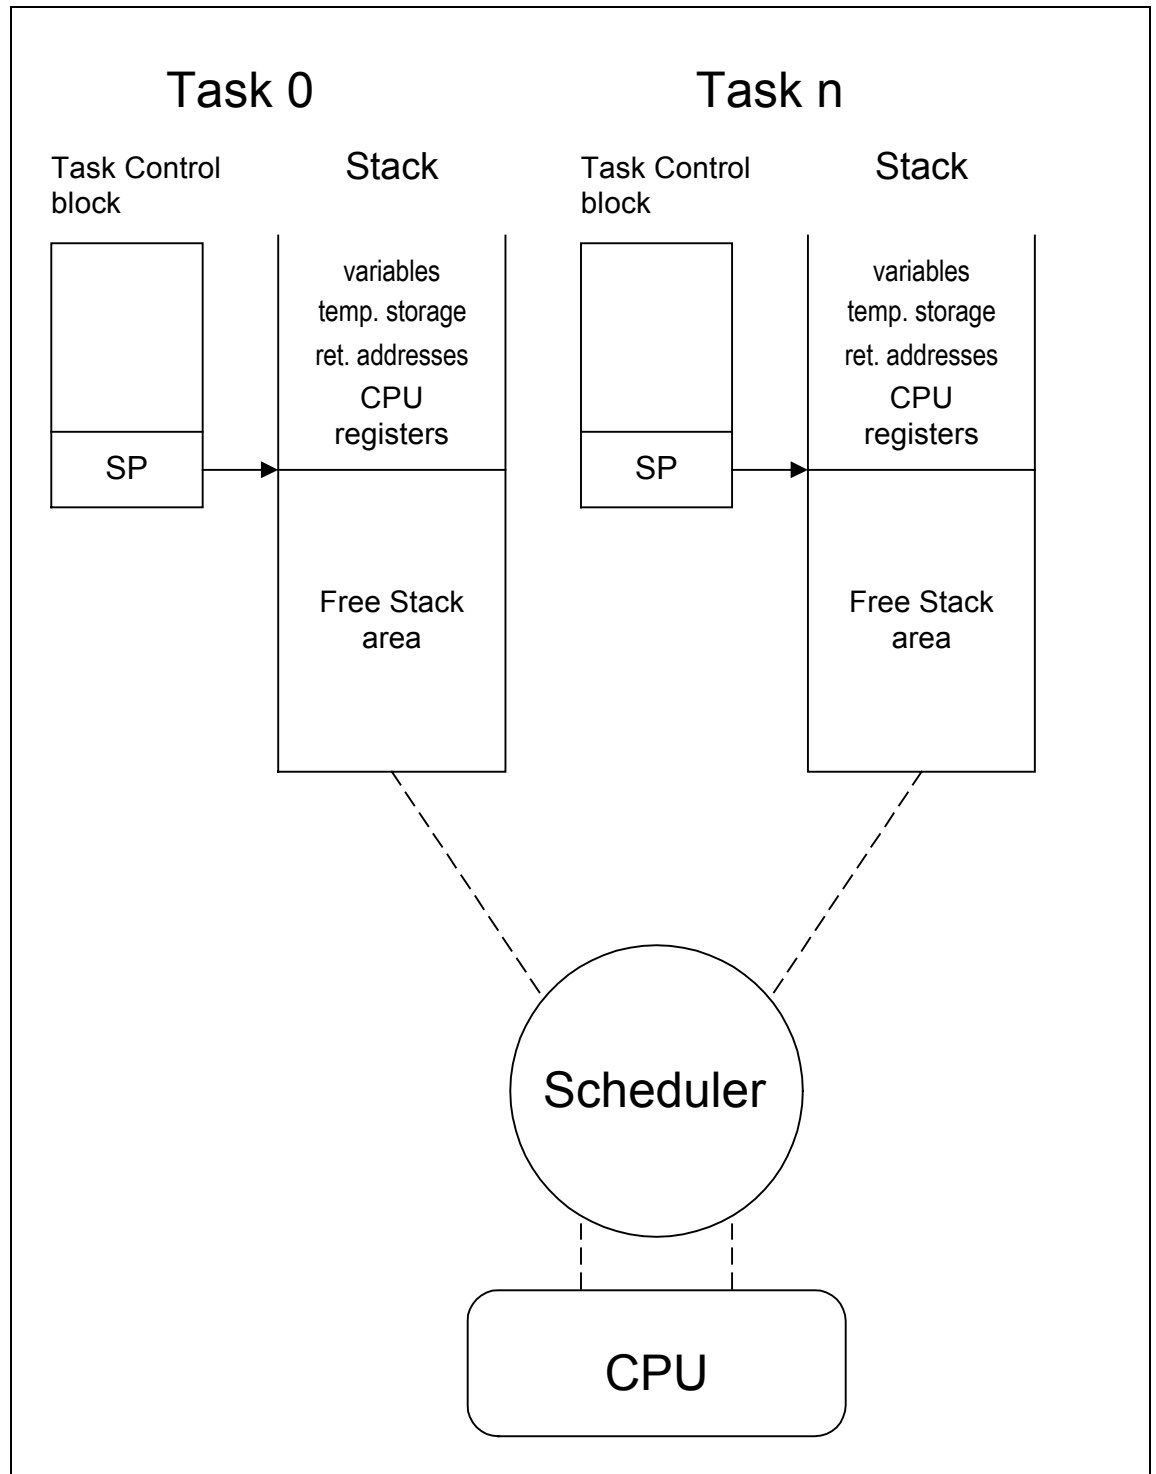 Task 0
Task Control
block
Stack
variables
temp. storage
ret. addresses
CPU
registers
SP
Free Stack
area
Task n
Task Control
block
Stack
variables
temp. storage
ret. addresses
CPU
registers
SP
Free Stack
area
Scheduler
CPU